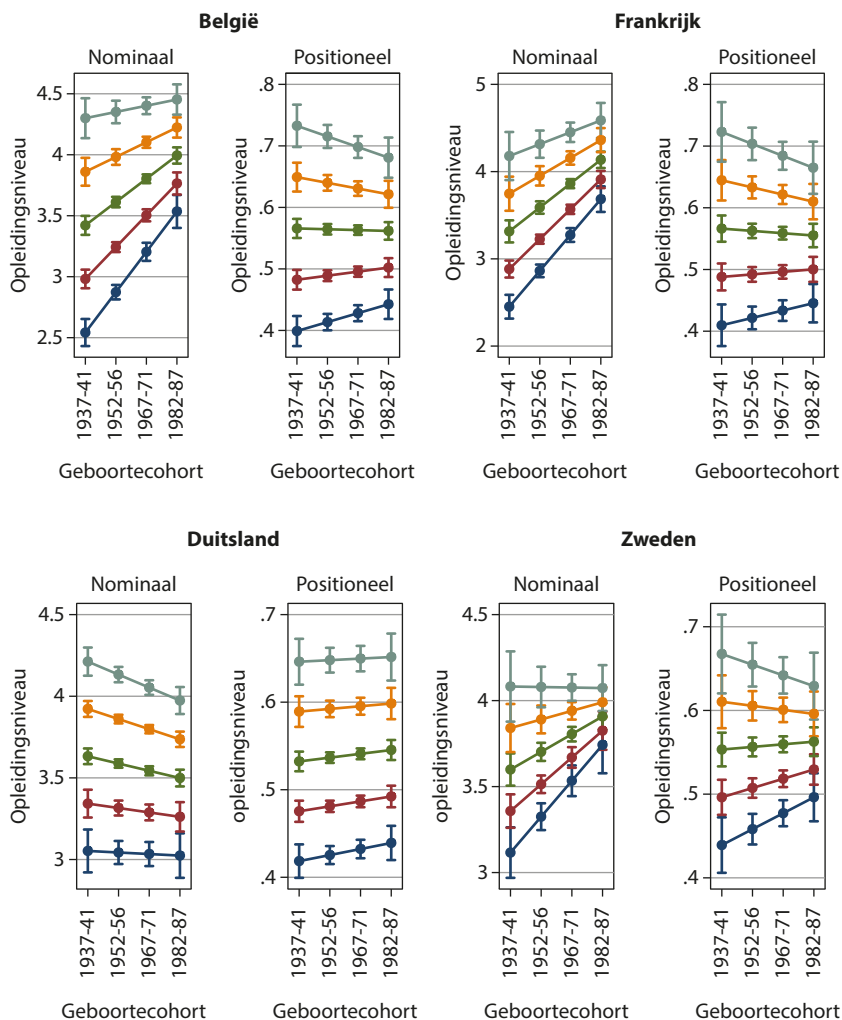 België
Frankrijk
Nominaal
Positioneel
Nominaal
Positioneel
Opleidingsniveau
4.5
4
3.5
3
2.5
Opleidingsniveau
.8
.7
.6
.5
.4
Opleidingsniveau
5
4
3
2
Opleidingsniveau
.8
.7
.6
.5
.4
1937-41
1952-56
1967-71
1982-87
1937-41
1952-56
1967-71
1982-87
1937-41
1952-56
1967-71
1982-87
1937-41
1952-56
1967-71
1982-87
Geboortecohort
Geboortecohort
Geboortecohort
Geboortecohort
Duitsland
Zweden
Nominaal
Positioneel
Nominaal
Positioneel
Opleidingsniveau
4.5
4
3.5
3
opleidingsniveau
.7
.6
.5
.4
opleidingsniveau
4.5
4
3.5
3
Opleidingsniveau
.7
.6
.5
.4
1937-41
1952-56
1967-71
1982-87
1937-41
1952-56
1967-71
1982-87
1937-41
1952-56
1967-71
1982-87
1937-41
1952-56
1967-71
1982-87
Geboortecohort
Geboortecohort
Geboortecohort
Geboortecohort